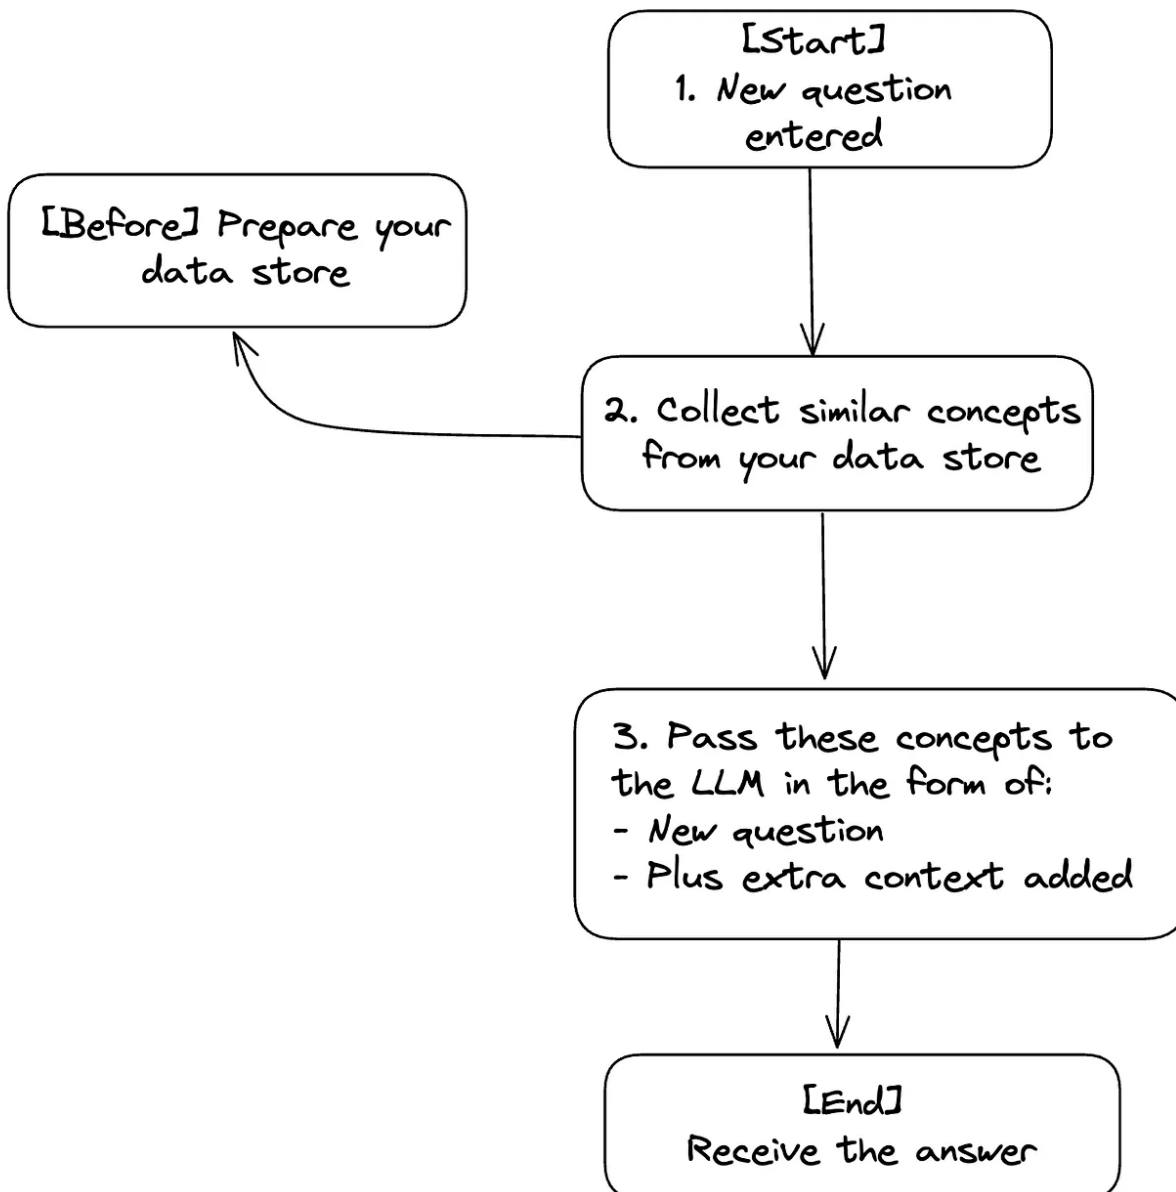 [Start]
1. New question
entered
[Before] Prepare your
data store
2. Collect similar concepts
from your data store
3. Pass these concepts to
the LLM in the form of:
- New question
- Plus extra context added
[End]
Receive the answer